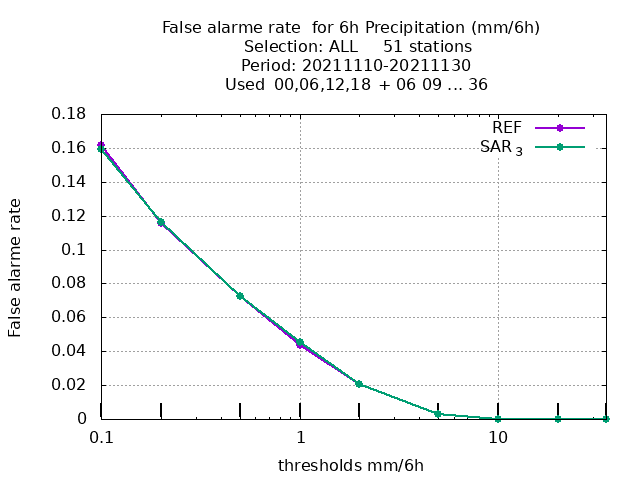 False alarme rate  for 6h Precipitation (mm/6h)
Selection: ALL     51 stations
Period: 20211110-20211130
Used  00,06,12,18 + 06 09 ... 36
REF
SAR 3
0.18
0.16
0.14
0.12
0.1
0.08
0.06
0.04
0.02
0
False alarme rate
0.1 1 10
thresholds mm/6h